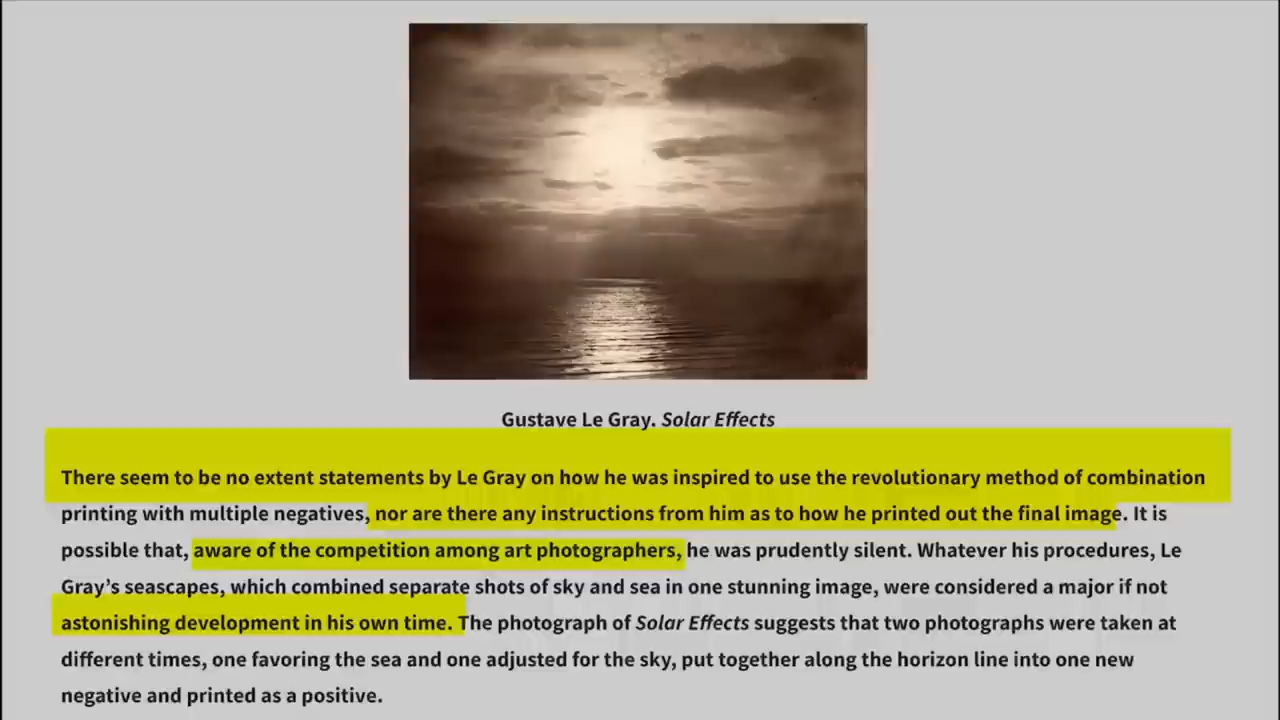 Gustave Le Gray. Solar Effects
There seem to be no extent statements by Le Gray on how he was inspired to use the revolutionary method of combination
printing with multiple negatives, nor are there any instructions from him as to how he printed out the final image. It is
possible that, aware of the competition among art photographers, he was prudently silent. Whatever his procedures, Le
Gray’s seascapes, which combined separate shots of sky and sea in one stunning image, were considered a major if not
astonishing development in his own time. The photograph of Solar Effects suggests that two photographs were taken at
different times, one favoring the sea and one adjusted for the sky, put together along the horizon line into one new
negative and printed as a positive.